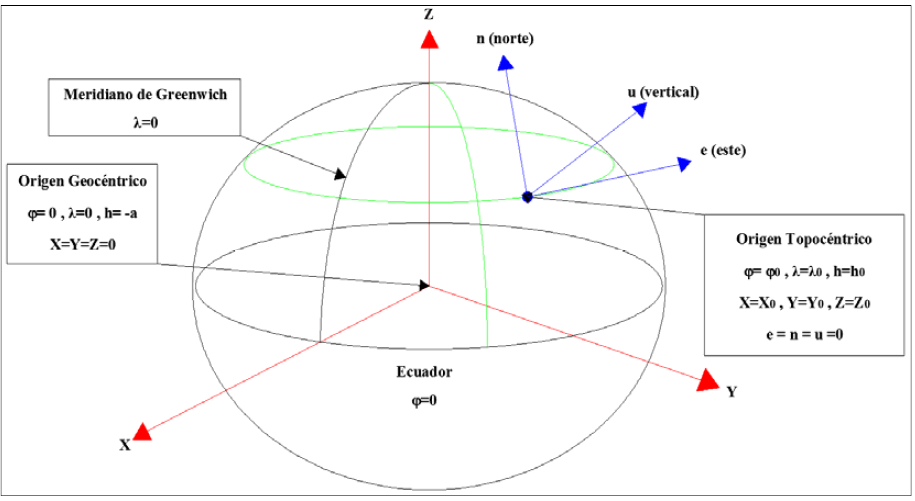 Z
n (norte)
u (vertical)
e (este)
Meridiano de Greenwich
λ=0
Origen Geocéntrico
φ= 0 , λ=0, h= -a
X=Y=Z=0
Origen Topocéntrico
φ= φ0 , λ=λ0 , h=h0
X=X0 , Y=Y0 , Z=Z0
e = n = u =0
Ecuador
φ=0
Y
X